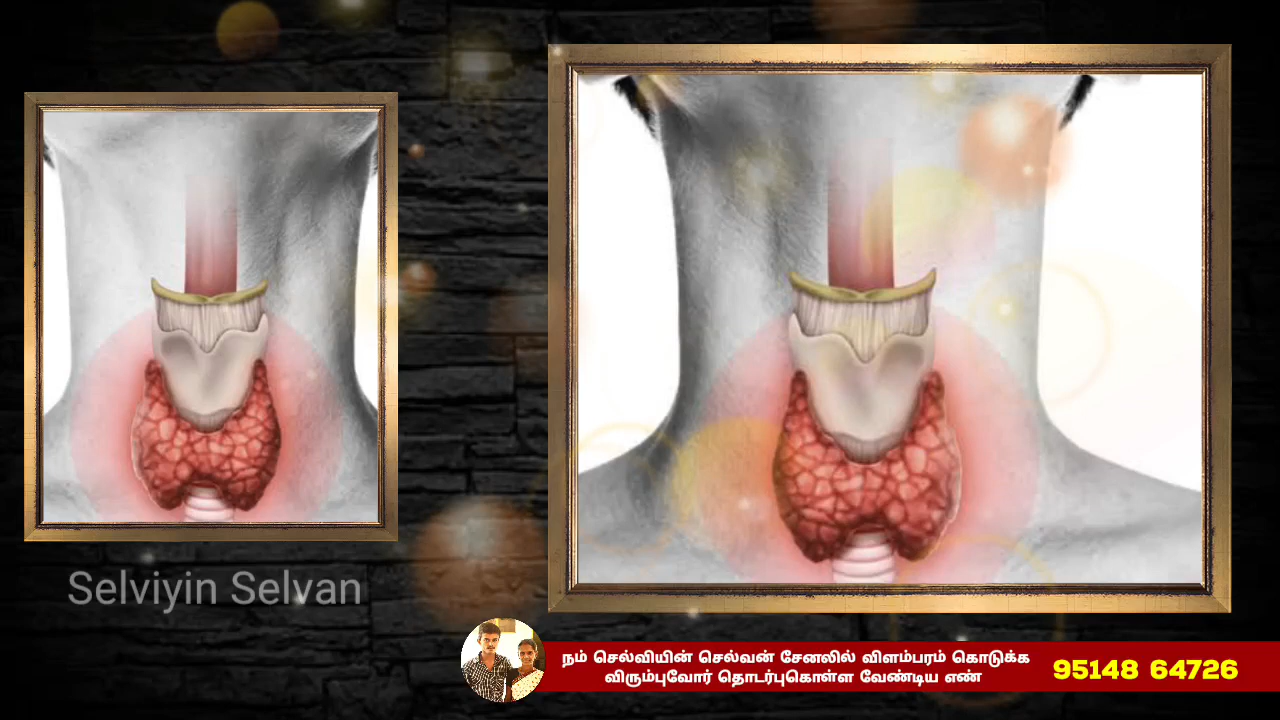 Selviyin Selvan
நம் செல்வியின் செல்வன் சேனலில் விளம்பரம் கொடுக்க
விரும்புவோர் தொடர்புகொள்ள வேண்டிய எண்
95148 64726